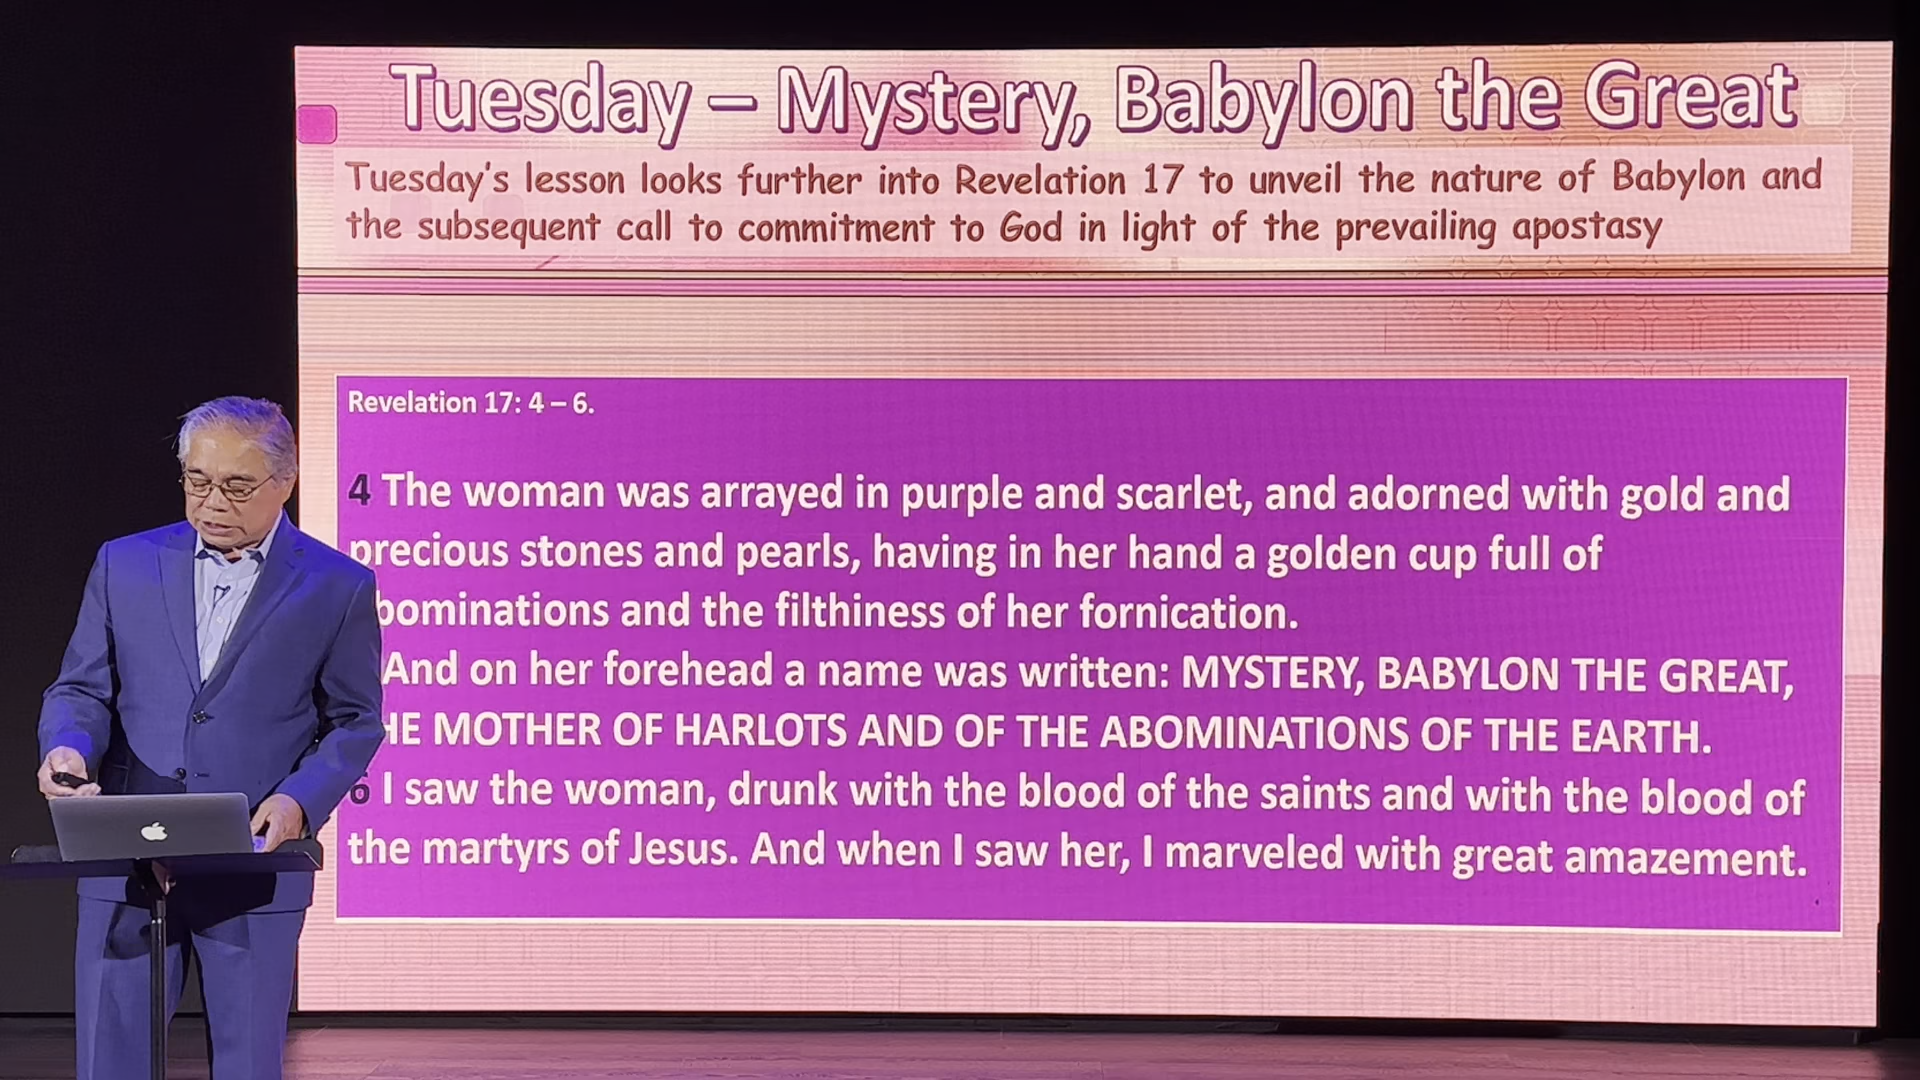 Tuesday – Mystery, Babylon the Great
Tuesday's lesson looks further into Revelation 17 to unveil the nature of Babylon and
the subsequent call to commitment to God in light of the prevailing apostasy
Revelation 17: 4 – 6.
4 The woman was arrayed in purple and scarlet, and adorned with gold and
precious stones and pearls, having in her hand a golden cup full of
bominations and the filthiness of her fornication.
And on her forehead a name was written: MYSTERY, BABYLON THE GREAT,
HE MOTHER OF HARLOTS AND OF THE ABOMINATIONS OF THE EARTH.
6 I saw the woman, drunk with the blood of the saints and with the blood of
the martyrs of Jesus. And when I saw her, I marveled with great amazement.